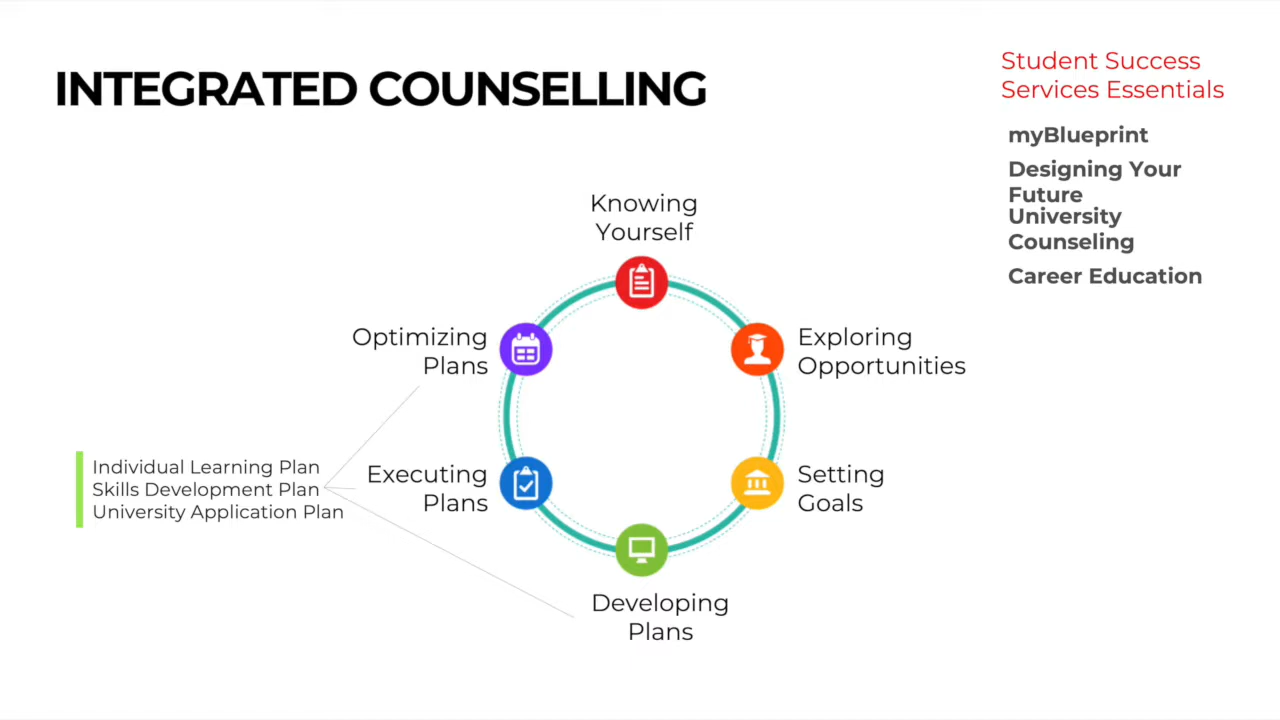 INTEGRATED COUNSELLING
Student Success
Services Essentials
myBlueprint
Designing Your
Future
University
Counseling
Career Education
Knowing
Yourself
Optimizing
Plans
Exploring
Opportunities
Individual Learning Plan
Skills Development Plan
University Application Plan
Executing
Plans
Setting
Goals
Developing
Plans